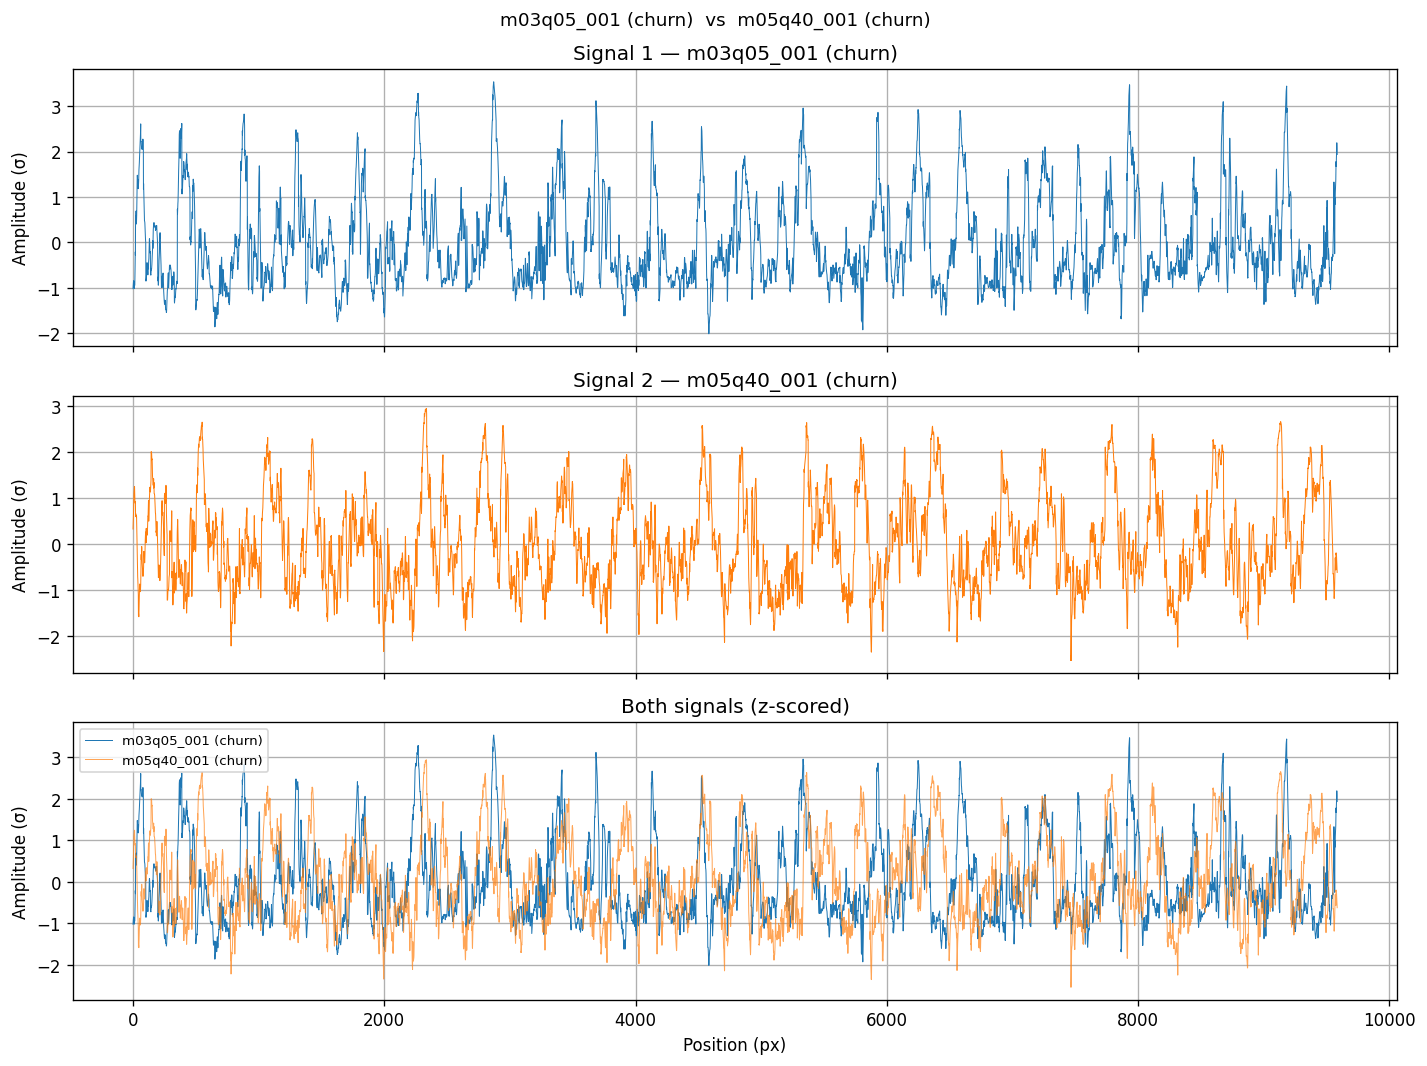 m03q05_001 (churn)  vs  m05q40_001 (churn)
Signal 1 — m03q05_001 (churn)
Amplitude (σ)
3
2
1
0
−1
−2
Signal 2 — m05q40_001 (churn)
Amplitude (σ)
3
2
1
0
−1
−2
Both signals (z-scored)
m03q05_001 (churn)
m05q40_001 (churn)
Amplitude (σ)
3
2
1
0
−1
−2
0 2000 4000 6000 8000 10000
Position (px)